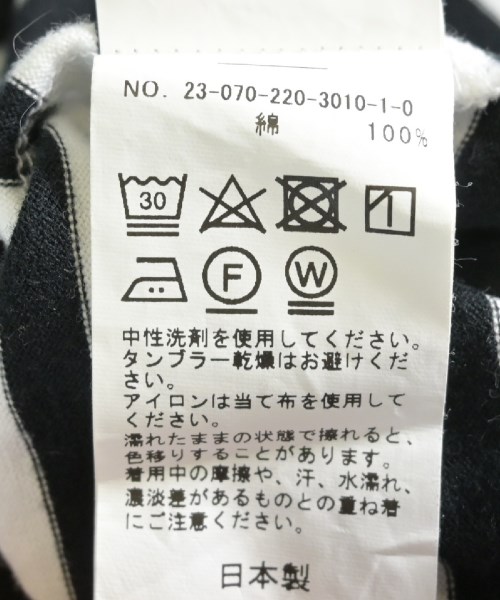 NO. 23-070-220-3010-1-0
綿 100%
30
F W
中性洗剤を使用してください。
タンブラー乾燥はお避けくだ
さい。
アイロンは当て布を使用して
ください。
濡れたままの状態で擦れると、
色移りすることがあります。
着用中の摩擦や、汗、水濡れ、
濃淡差があるものとの重ね着
にご注意ください。
日本製